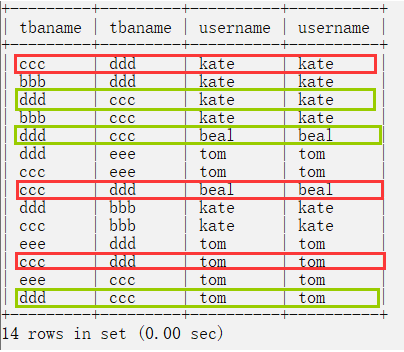 +---------+---------+----------+----------+
| tbaname | tbaname | username | username |
+---------+---------+----------+----------+
| ccc | ddd | kate | kate |
| bbb | ddd | kate | kate |
| ddd | ccc | kate | kate |
| bbb | ccc | kate | kate |
| ddd | ccc | beal | beal |
| ddd | eee | tom | tom |
| ccc | eee | tom | tom |
| ccc | ddd | beal | beal |
| ddd | bbb | kate | kate |
| ccc | bbb | kate | kate |
| eee | ddd | tom | tom |
| ccc | ddd | tom | tom |
| eee | ccc | tom | tom |
| ddd | ccc | tom | tom |
+---------+---------+----------+----------+
14 rows in set (0.00 sec)